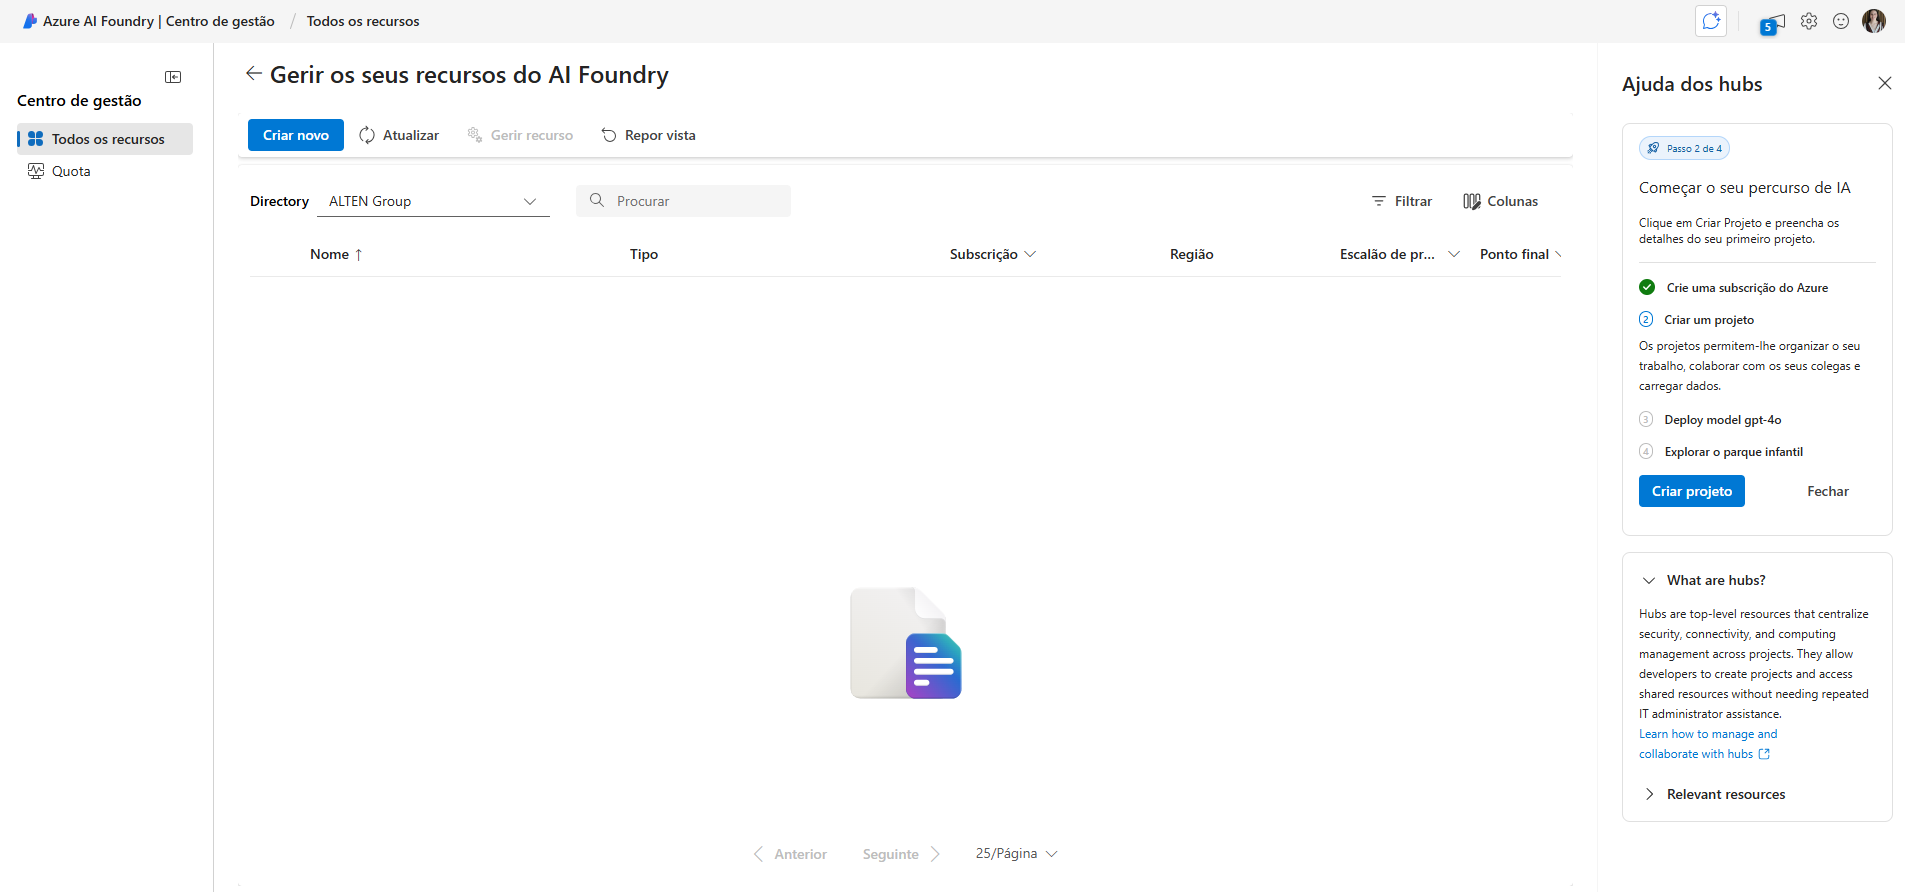 Azure AI Foundry | Centro de gestão / Todos os recursos
5
Centro de gestão
Todos os recursos
Quota
Gerir os seus recursos do AI Foundry
Criar novo Atualizar Gerir recurso Repor vista
Directory ALTEN Group Procurar Filtrar Colunas
Nome ↑ Tipo Subscrição Região Escalão de pr... Ponto final
Anterior Seguinte 25/Página
Ajuda dos hubs
Passo 2 de 4
Começar o seu percurso de IA
Clique em Criar Projeto e preencha os
detalhes do seu primeiro projeto.
Crie uma subscrição do Azure
2 Criar um projeto
Os projetos permitem-lhe organizar o seu
trabalho, colaborar com os seus colegas e
carregar dados.
3 Deploy model gpt-4o
4 Explorar o parque infantil
Criar projeto Fechar
What are hubs?
Hubs are top-level resources that centralize
security, connectivity, and computing
management across projects. They allow
developers to create projects and access
shared resources without needing repeated
IT administrator assistance.
Learn how to manage and
collaborate with hubs
Relevant resources